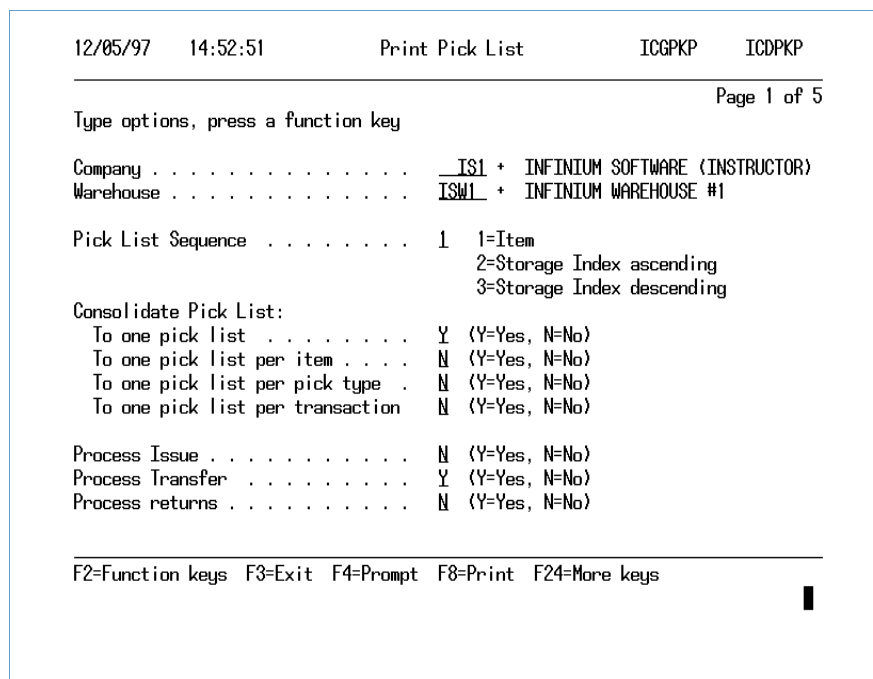 12/05/97 14:52:51 Print Pick List ICGPKP ICDPKP
Page 1 of 5
Type options, press a function key
Company . . . . . . . . . . . . . . IS1 + INFINIUM SOFTWARE (INSTRUCTOR)
Warehouse . . . . . . . . . . . . . ISW1 + INFINIUM WAREHOUSE #1
Pick List Sequence . . . . . . . . 1 1=Item
2=Storage Index ascending
3=Storage Index descending
Consolidate Pick List:
To one pick list . . . . . . . . Y (Y=Yes, N=No)
To one pick list per item . . . . N (Y=Yes, N=No)
To one pick list per pick type . N (Y=Yes, N=No)
To one pick list per transaction N (Y=Yes, N=No)
Process Issue . . . . . . . . . . . N (Y=Yes, N=No)
Process Transfer . . . . . . . . . Y (Y=Yes, N=No)
Process returns . . . . . . . . . . N (Y=Yes, N=No)
F2=Function keys F3=Exit F4=Prompt F8=Print F24=More keys